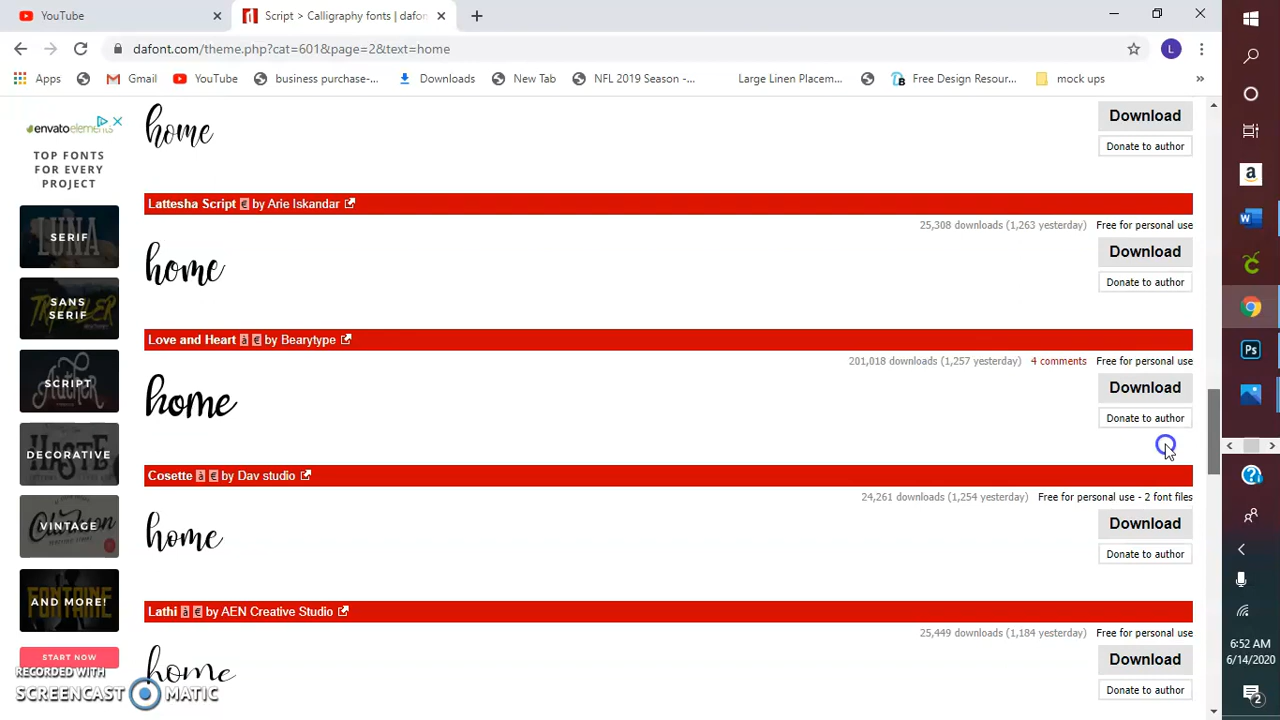 YouTube
Script > Calligraphy fonts | dafon
dafont.com/theme.php?cat=601&page=2&text=home
L
Apps
Gmail
YouTube
business purchase-...
Downloads
New Tab
NFL 2019 Season -...
Large Linen Placem...
Free Design Resour...
mock ups
»
envatoelements
TOP FONTS
FOR EVERY
PROJECT
SERIF
LUNA
SANS
SERIF
SCRIPT
DECORATIVE
HASTE
VINTAGE
AND MORE!
FONTAINE
START NOW
home
Download
Donate to author
Lattesha Script € by Arie Iskandar
25,308 downloads (1,263 yesterday) Free for personal use
home
Download
Donate to author
Love and Heart à € by Bearytype
201,018 downloads (1,257 yesterday) 4 comments Free for personal use
home
Download
Donate to author
Cosette à € by Dav studio
24,261 downloads (1,254 yesterday) Free for personal use - 2 font files
home
Download
Donate to author
Lathi à € by AEN Creative Studio
25,449 downloads (1,184 yesterday) Free for personal use
home
Download
Donate to author
RECORDED WITH
SCREENCAST MATIC
a
W
Ps
6:52 AM
6/14/2020
2